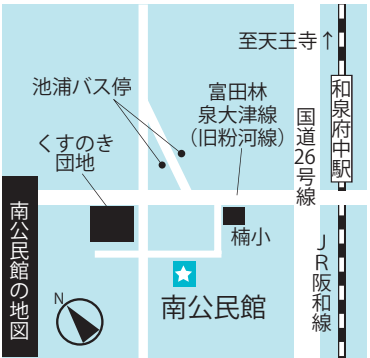 至天王寺↑
池浦バス停
富田林
泉大津線
(旧粉河線)
国道26号線
和泉府中駅
くすのき
団地
楠小
JR阪和線
南公民館の地図
南公民館
N